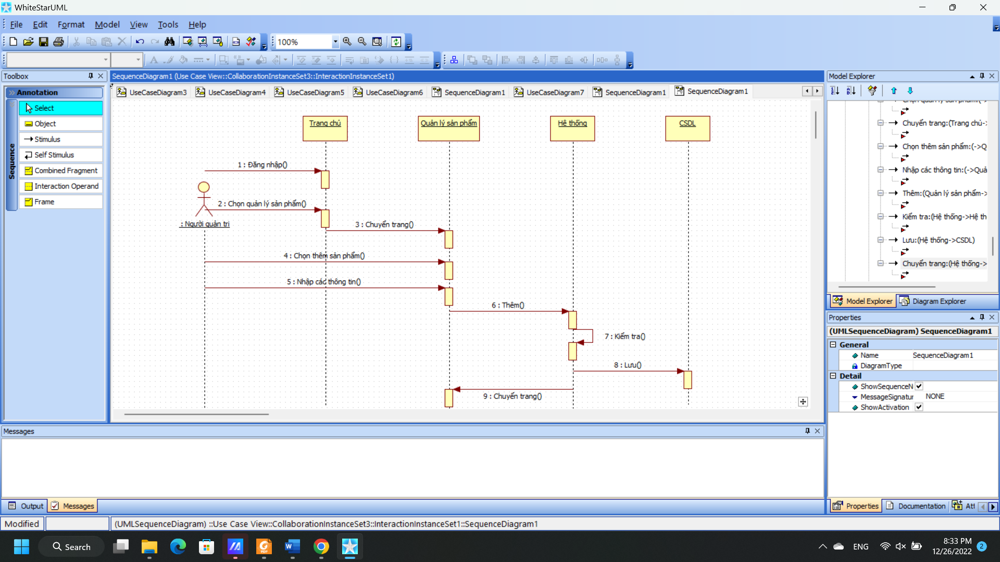 WhiteStarUML
File Edit Format Model View Tools Help
100%
Toolbox
Annotation
Sequence
Select
Object
Stimulus
Self Stimulus
Combined Fragment
Interaction Operand
Frame
SequenceDiagram1 (Use Case View::CollaborationInstanceSet3::InteractionInstanceSet1)
UseCaseDiagram3 UseCaseDiagram4 UseCaseDiagram5 UseCaseDiagram6 SequenceDiagram1 UseCaseDiagram7 SequenceDiagram1 SequenceDiagram1
Trang chủ Quản lý sản phẩm Hệ thống CSDL
1 : Đăng nhập()
2 : Chọn quản lý sản phẩm()
: Người quản trị
3 : Chuyển trang()
4 : Chọn thêm sản phẩm()
5 : Nhập các thông tin()
6 : Thêm()
7 : Kiểm tra()
8 : Lưu()
9 : Chuyển trang()
Model Explorer
Chuyển trang:(Trang chủ->
Chọn thêm sản phẩm:(->Q
Nhập các thông tin:(->Quả
Thêm:(Quản lý sản phẩm->
Kiểm tra:(Hệ thống->Hệ th
Lưu:(Hệ thống->CSDL)
Chuyển trang:(Hệ thống->
Model Explorer Diagram Explorer
Properties
(UMLSequenceDiagram) SequenceDiagram1
General
Name SequenceDiagram1
DiagramType
Detail
ShowSequenceN
MessageSignatur NONE
ShowActivation
Properties Documentation Att
Messages
Output Messages
Modified
(UMLSequenceDiagram) ::Use Case View::CollaborationInstanceSet3::InteractionInstanceSet1::SequenceDiagram1
Search
ENG
8:33 PM
12/26/2022
2